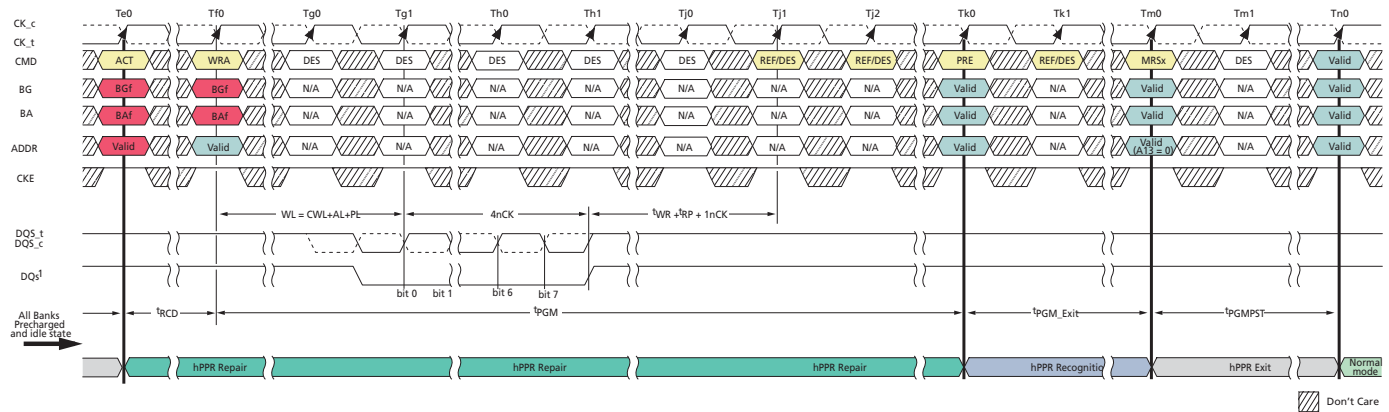 Te0 Tf0 Tg0 Tg1 Th0 Th1 Tj0 Tj1 Tj2 Tk0 Tk1 Tm0 Tm1 Tn0
CK_c
CK_t
CMD ACT WRA DES DES DES DES DES REF/DES REF/DES PRE REF/DES MRSx DES Valid
BG BGf BGf N/A N/A N/A N/A N/A N/A N/A Valid N/A Valid N/A Valid
BA BAf BAf N/A N/A N/A N/A N/A N/A N/A Valid N/A Valid N/A Valid
ADDR Valid Valid N/A N/A N/A N/A N/A N/A N/A Valid N/A Valid (A13 = 0) N/A Valid
CKE
WL = CWL+AL+PL 4nCK tWR + tRP + 1nCK
DQS_t
DQS_c
DQs1
bit 0 bit 1 bit 6 bit 7
All Banks
Precharged
and idle state
tRCD tPGM tPGM_Exit tPGMPST
hPPR Repair hPPR Repair hPPR Repair hPPR Recognitio hPPR Exit Normal
mode
Don't Care